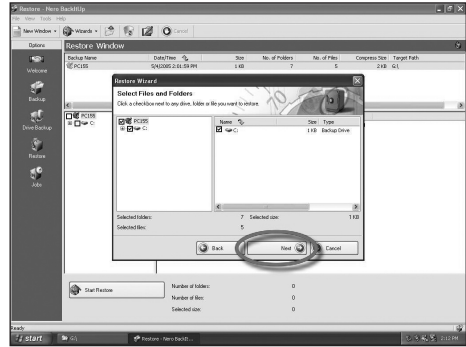 Restore - Nero BackItUp
File View Tools Help
New Window Wizards Cancel
Options Restore Window
Backup Name Date/Time Size No. of Folders No. of Files Compress Size Target Path
PC155 5/4/2005 2:01:59 PM 1 KB 7 5 2 KB G:\
Welcome
Backup
Drive Backup
Restore
Jobs
Restore Wizard
Select Files and Folders
Click a checkbox next to any drive, folder or file you want to restore.
PC155
C:
Name Size Type
C: 1 KB Backup Drive
Selected folders: 7 Selected size: 1 KB
Selected files: 5
Back Next Cancel
PC155
C:
Start Restore
Number of folders: 0
Number of files: 0
Selected size: 0
Ready
start G:\ Restore - Nero BackIt... 2:12 PM